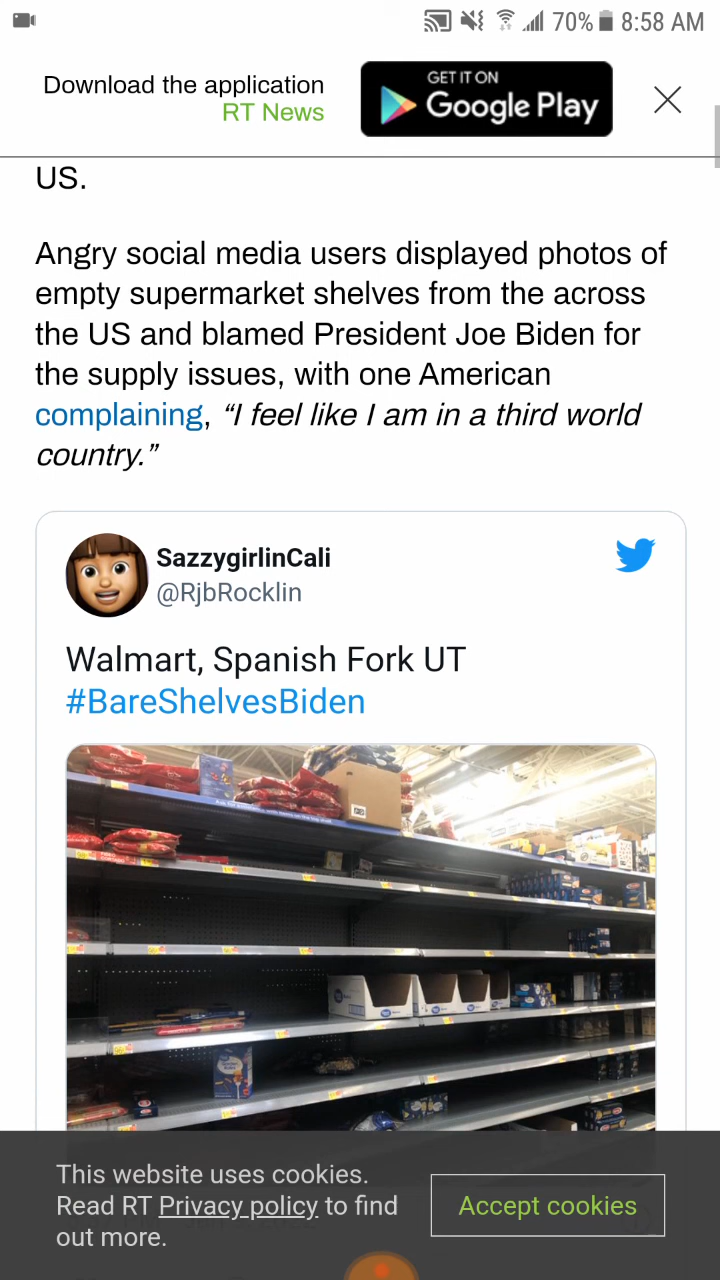 70% 8:58 AM
Download the application
RT News
GET IT ON
Google Play
US.
Angry social media users displayed photos of
empty supermarket shelves from the across
the US and blamed President Joe Biden for
the supply issues, with one American
complaining, “I feel like I am in a third world
country.”
SazzygirlinCali
@RjbRocklin
Walmart, Spanish Fork UT
#BareShelvesBiden
This website uses cookies.
Read RT Privacy policy to find
out more.
Accept cookies